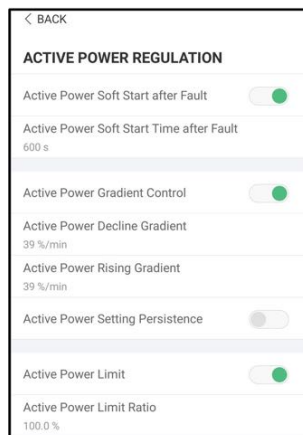 < BACK
ACTIVE POWER REGULATION
Active Power Soft Start after Fault
Active Power Soft Start Time after Fault
600 s
Active Power Gradient Control
Active Power Decline Gradient
39 %/min
Active Power Rising Gradient
39 %/min
Active Power Setting Persistence
Active Power Limit
Active Power Limit Ratio
100.0 %